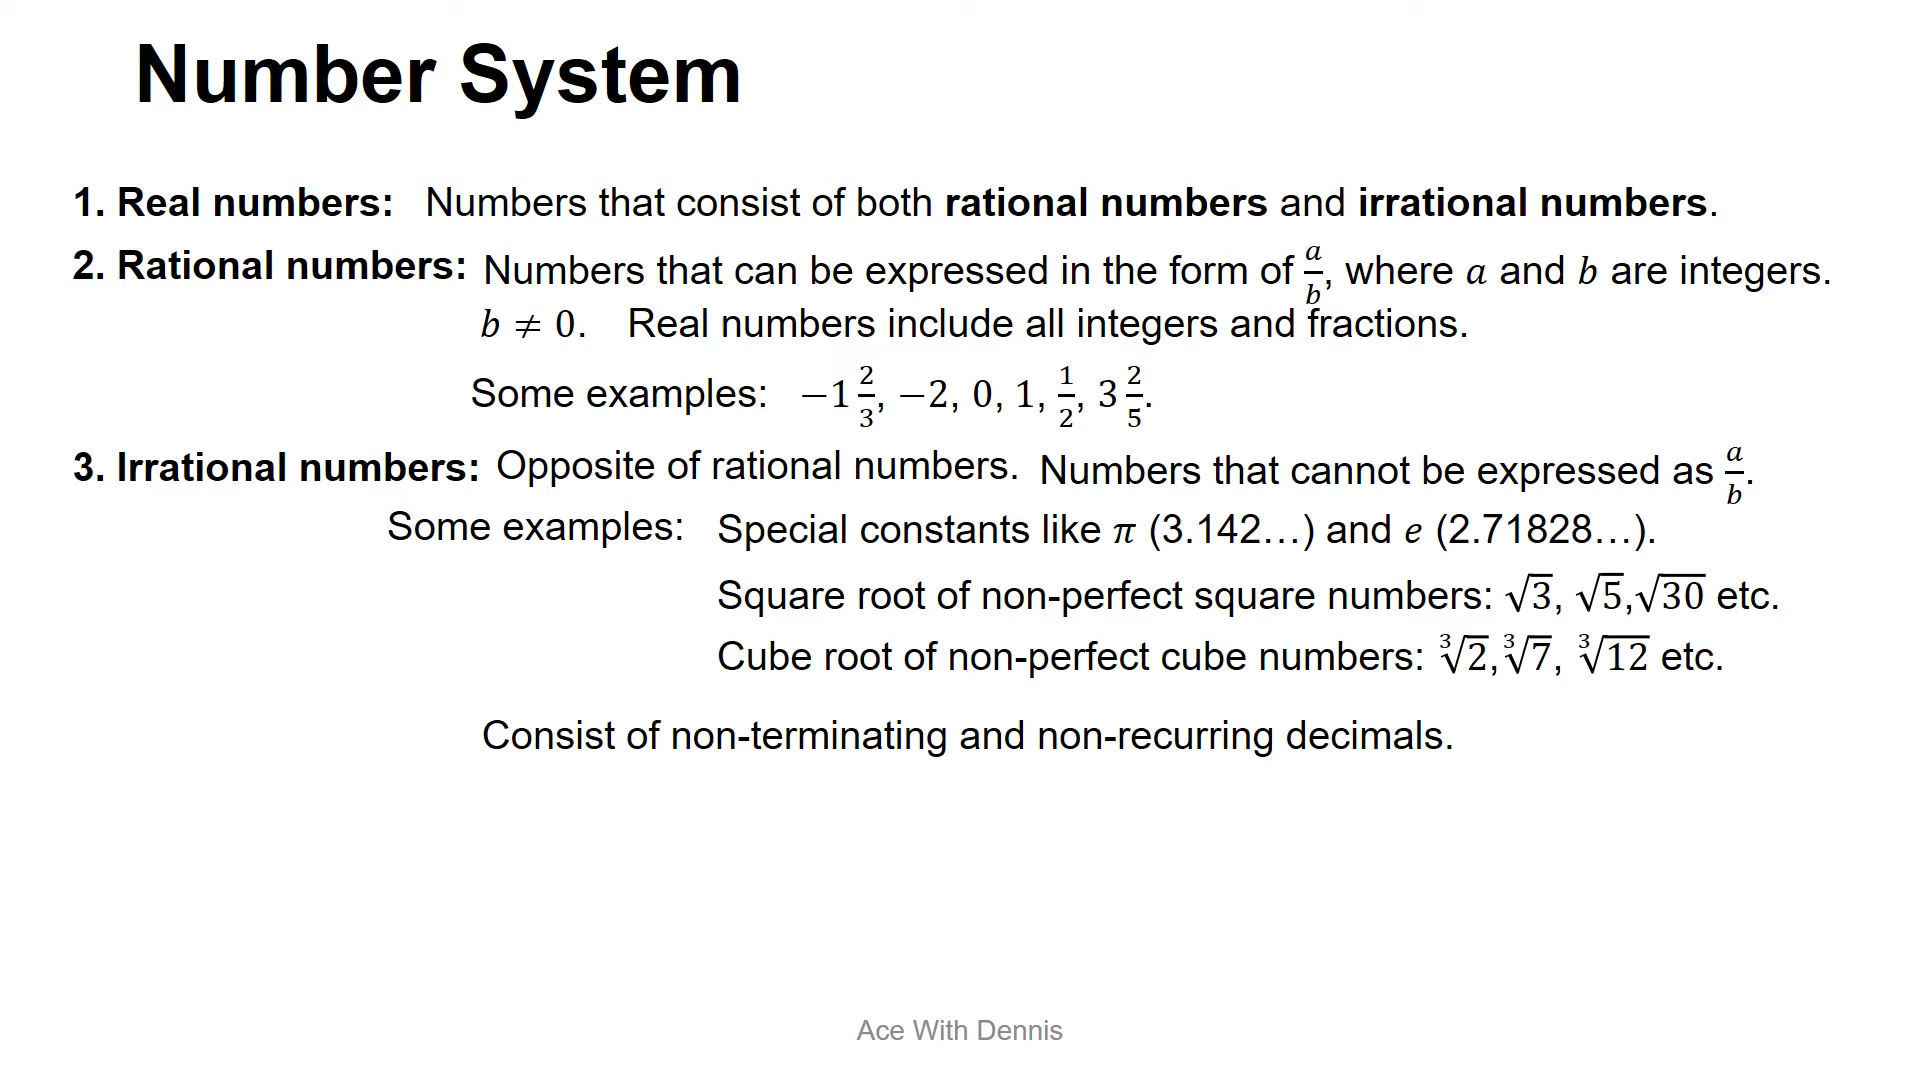 Number System
1. Real numbers: Numbers that consist of both rational numbers and irrational numbers.
2. Rational numbers: Numbers that can be expressed in the form of a/b, where a and b are integers.
b ≠ 0. Real numbers include all integers and fractions.
Some examples: −1 2/3, −2, 0, 1, 1/2, 3 2/5.
3. Irrational numbers: Opposite of rational numbers. Numbers that cannot be expressed as a/b.
Some examples: Special constants like π (3.142…) and e (2.71828…).
Square root of non-perfect square numbers: √3, √5,√30 etc.
Cube root of non-perfect cube numbers: ∛2,∛7, ∛12 etc.
Consist of non-terminating and non-recurring decimals.
Ace With Dennis